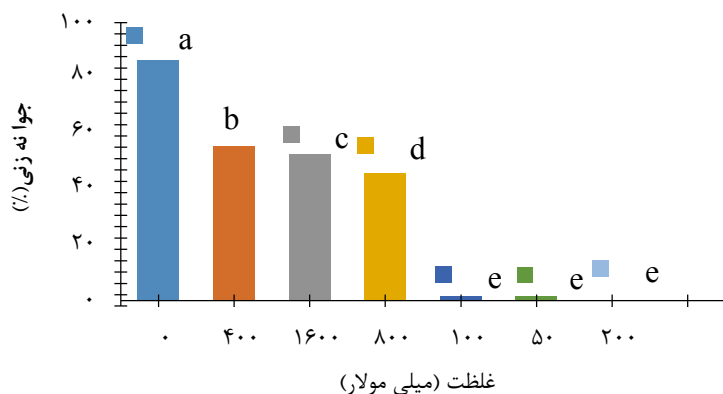 جوانه زنی(٪)
۱۰۰
۸۰
۶۰
۴۰
۲۰
۰
a
b
c
d
e
e
e
۰ ۴۰۰ ۱۶۰۰ ۸۰۰ ۱۰۰ ۵۰ ۲۰۰
غلظت (میلی مولار)